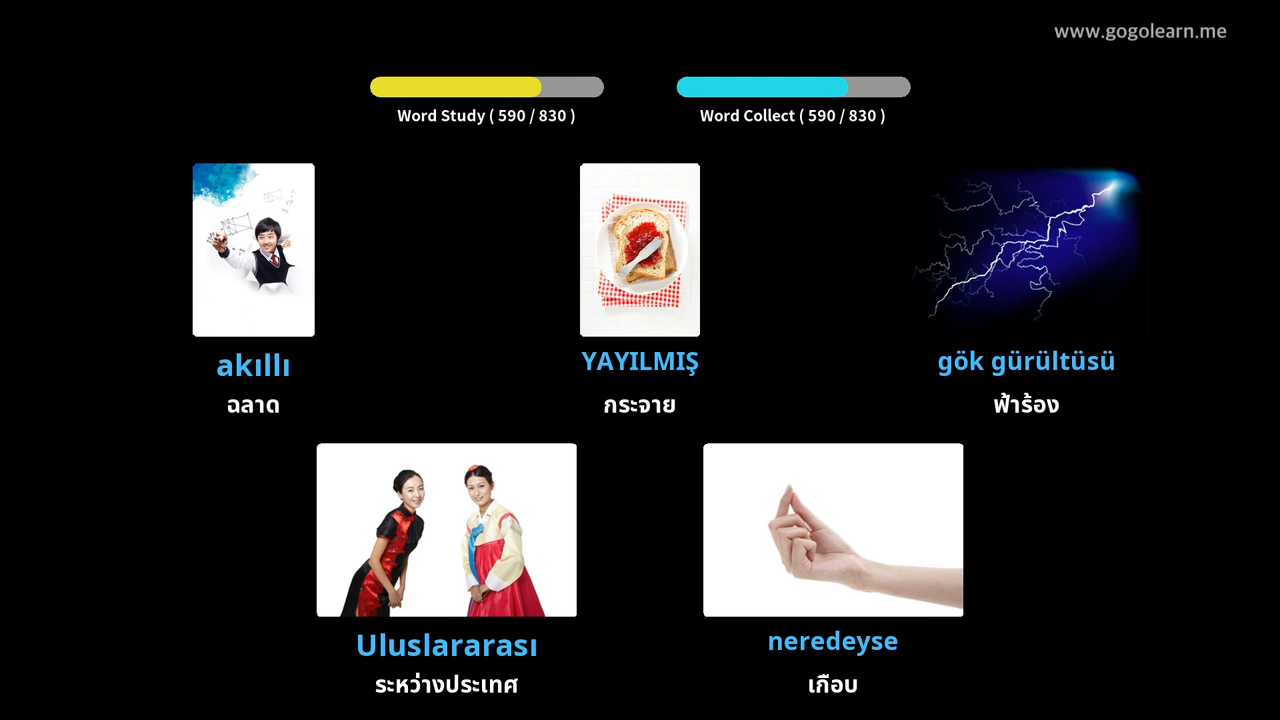 www.gogolearn.me
Word Study ( 590 / 830 )
Word Collect ( 590 / 830 )
akıllı
ฉลาด
YAYILMIŞ
กระจาย
gök gürültüsü
ฟ้าร้อง
Uluslararası
ระหว่างประเทศ
neredeyse
เกือบ